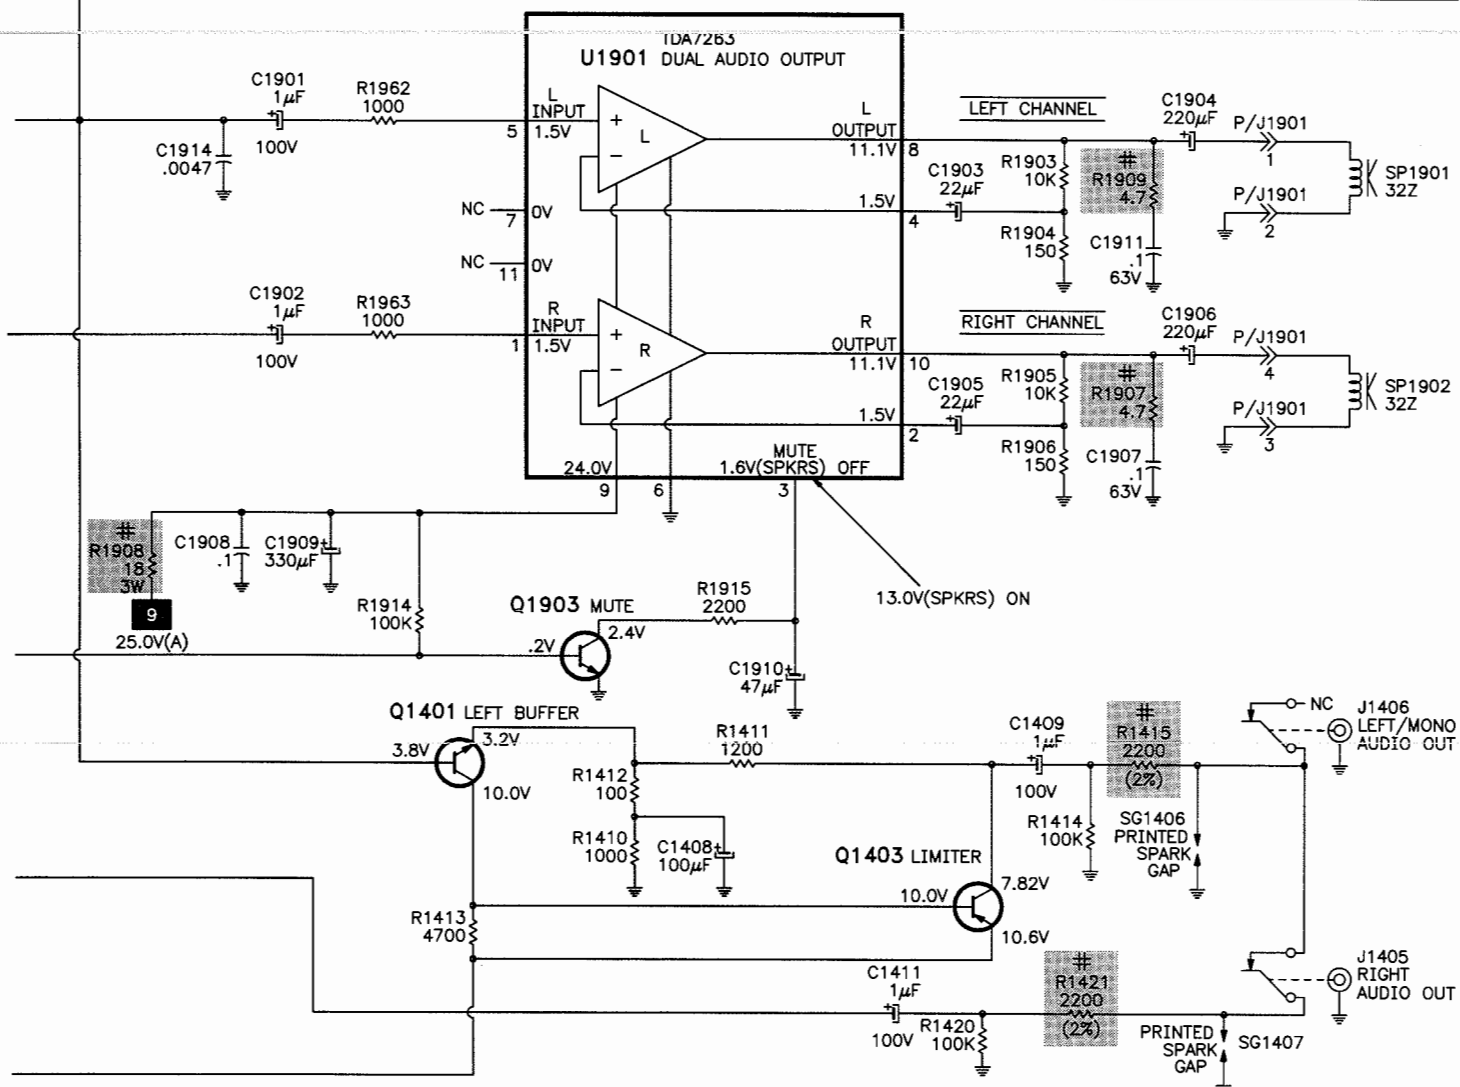 TDA7263
U1901 DUAL AUDIO OUTPUT
C1901
1µF
+
100V
R1962
1000
C1914
.0047
L
INPUT
5
1.5V
+
L
−
L
OUTPUT
11.1V
8
LEFT CHANNEL
C1904
220µF
+
P/J1901
1
SP1901
32Z
P/J1901
2
R1903
10K
#
R1909
4.7
C1903
22µF
+
1.5V
4
R1904
150
C1911
.1
63V
NC
7
0V
NC
11
0V
C1902
1µF
+
100V
R1963
1000
R
INPUT
1
1.5V
+
R
−
R
OUTPUT
11.1V
10
RIGHT CHANNEL
C1906
220µF
+
P/J1901
4
SP1902
32Z
P/J1901
3
R1905
10K
#
R1907
4.7
C1905
22µF
+
1.5V
2
R1906
150
C1907
.1
63V
24.0V
9
6
MUTE
1.6V(SPKRS) OFF
3
13.0V(SPKRS) ON
#
R1908
18
3W
9
25.0V(A)
C1908
.1
C1909
330µF
+
R1914
100K
Q1903 MUTE
.2V
2.4V
R1915
2200
C1910
47µF
+
Q1401 LEFT BUFFER
3.8V
3.2V
10.0V
R1411
1200
R1412
100
R1410
1000
C1408
100µF
+
C1409
1µF
+
100V
#
R1415
2200
(2%)
R1414
100K
SG1406
PRINTED
SPARK
GAP
NC
J1406
LEFT/MONO
AUDIO OUT
Q1403 LIMITER
10.0V
7.82V
10.6V
R1413
4700
C1411
1µF
+
100V
R1420
100K
#
R1421
2200
(2%)
PRINTED
SPARK
GAP
SG1407
J1405
RIGHT
AUDIO OUT